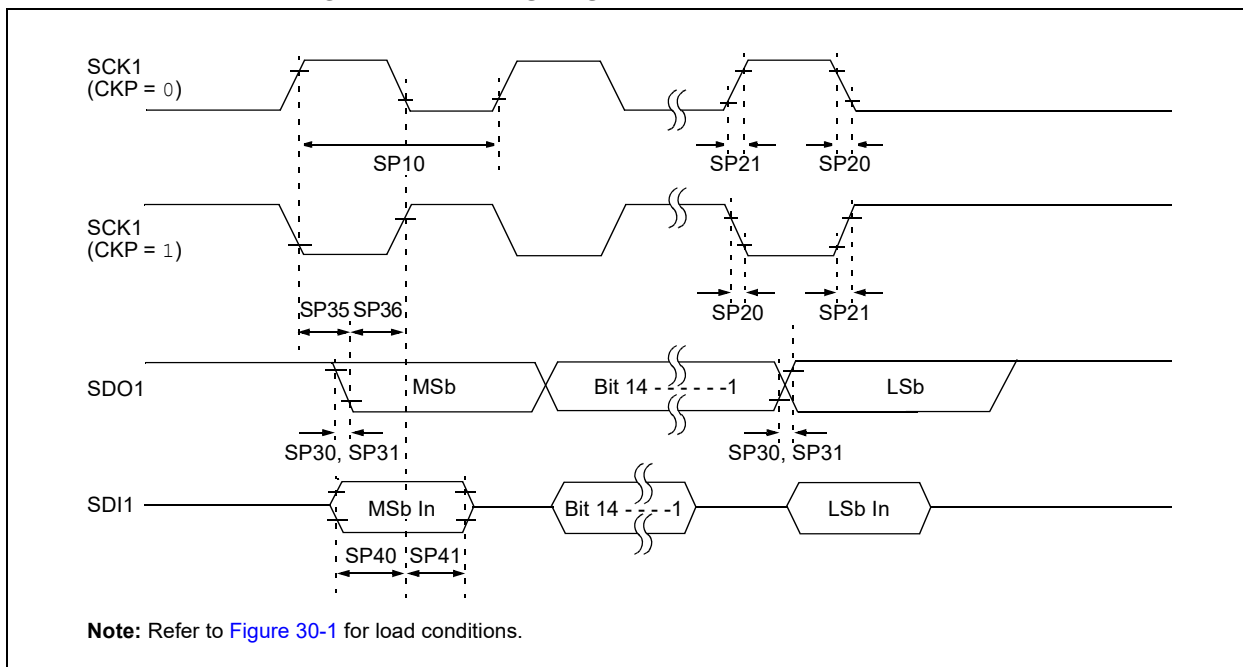 SCK1
(CKP = 0)
SP10
SP21
SP20
SCK1
(CKP = 1)
SP35
SP36
SP20
SP21
SDO1
MSb
Bit 14 - - - - - -1
LSb
SP30, SP31
SP30, SP31
SDI1
MSb In
Bit 14 - - - -1
LSb In
SP40
SP41
Note: Refer to Figure 30-1 for load conditions.